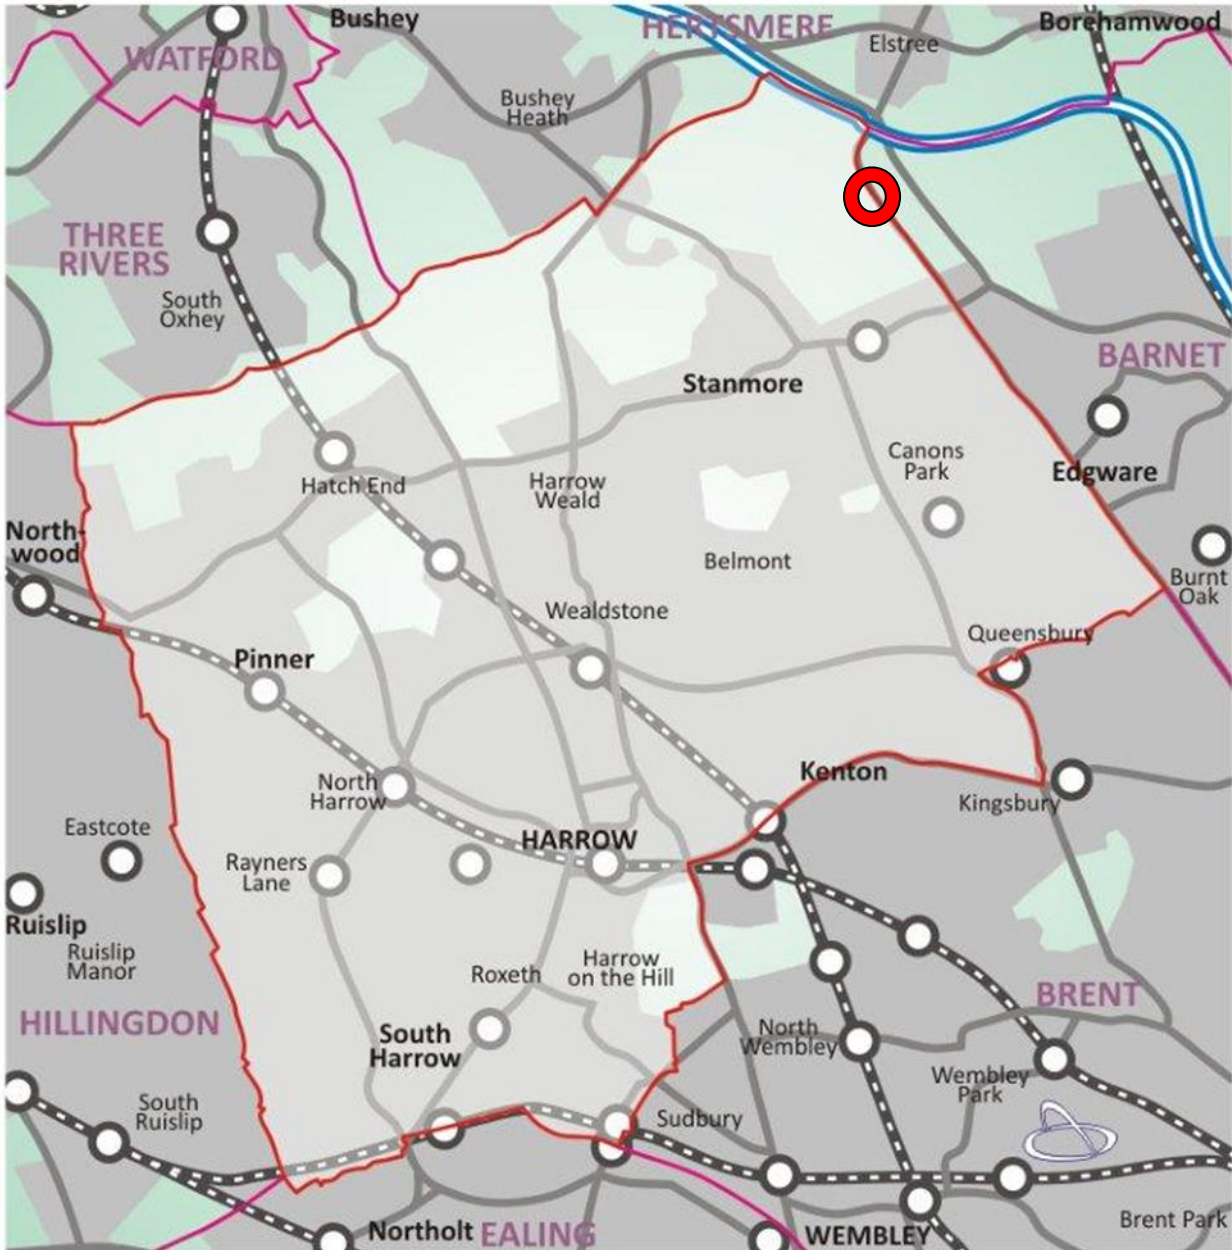 Bushey
HERTSMERE
Borehamwood
WATFORD
Elstree
Bushey
Heath
THREE
RIVERS
South
Oxhey
BARNET
Stanmore
Canons
Park
Edgware
Hatch End
Harrow
Weald
North-
wood
Belmont
Burnt
Oak
Wealdstone
Queensbury
Pinner
Kenton
North
Harrow
Kingsbury
Eastcote
HARROW
Rayners
Lane
Ruislip
Ruislip
Manor
Roxeth
Harrow
on the Hill
BRENT
HILLINGDON
South
Harrow
North
Wembley
Wembley
Park
South
Ruislip
Sudbury
Northolt
EALING
WEMBLEY
Brent Park